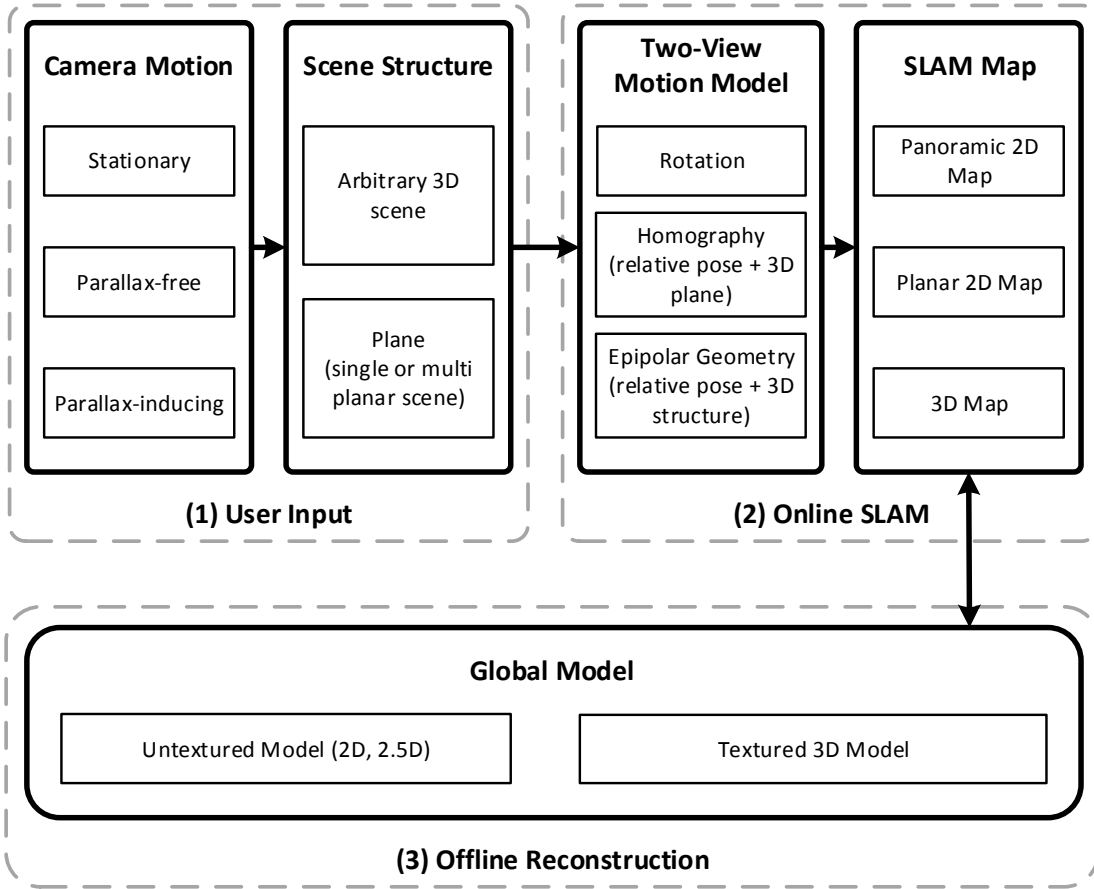 Camera Motion
Stationary
Parallax-free
Parallax-inducing
Scene Structure
Arbitrary 3D
scene
Plane
(single or multi
planar scene)
(1) User Input
Two-View
Motion Model
Rotation
Homography
(relative pose + 3D
plane)
Epipolar Geometry
(relative pose + 3D
structure)
SLAM Map
Panoramic 2D
Map
Planar 2D Map
3D Map
(2) Online SLAM
Global Model
Untextured Model (2D, 2.5D)
Textured 3D Model
(3) Offline Reconstruction